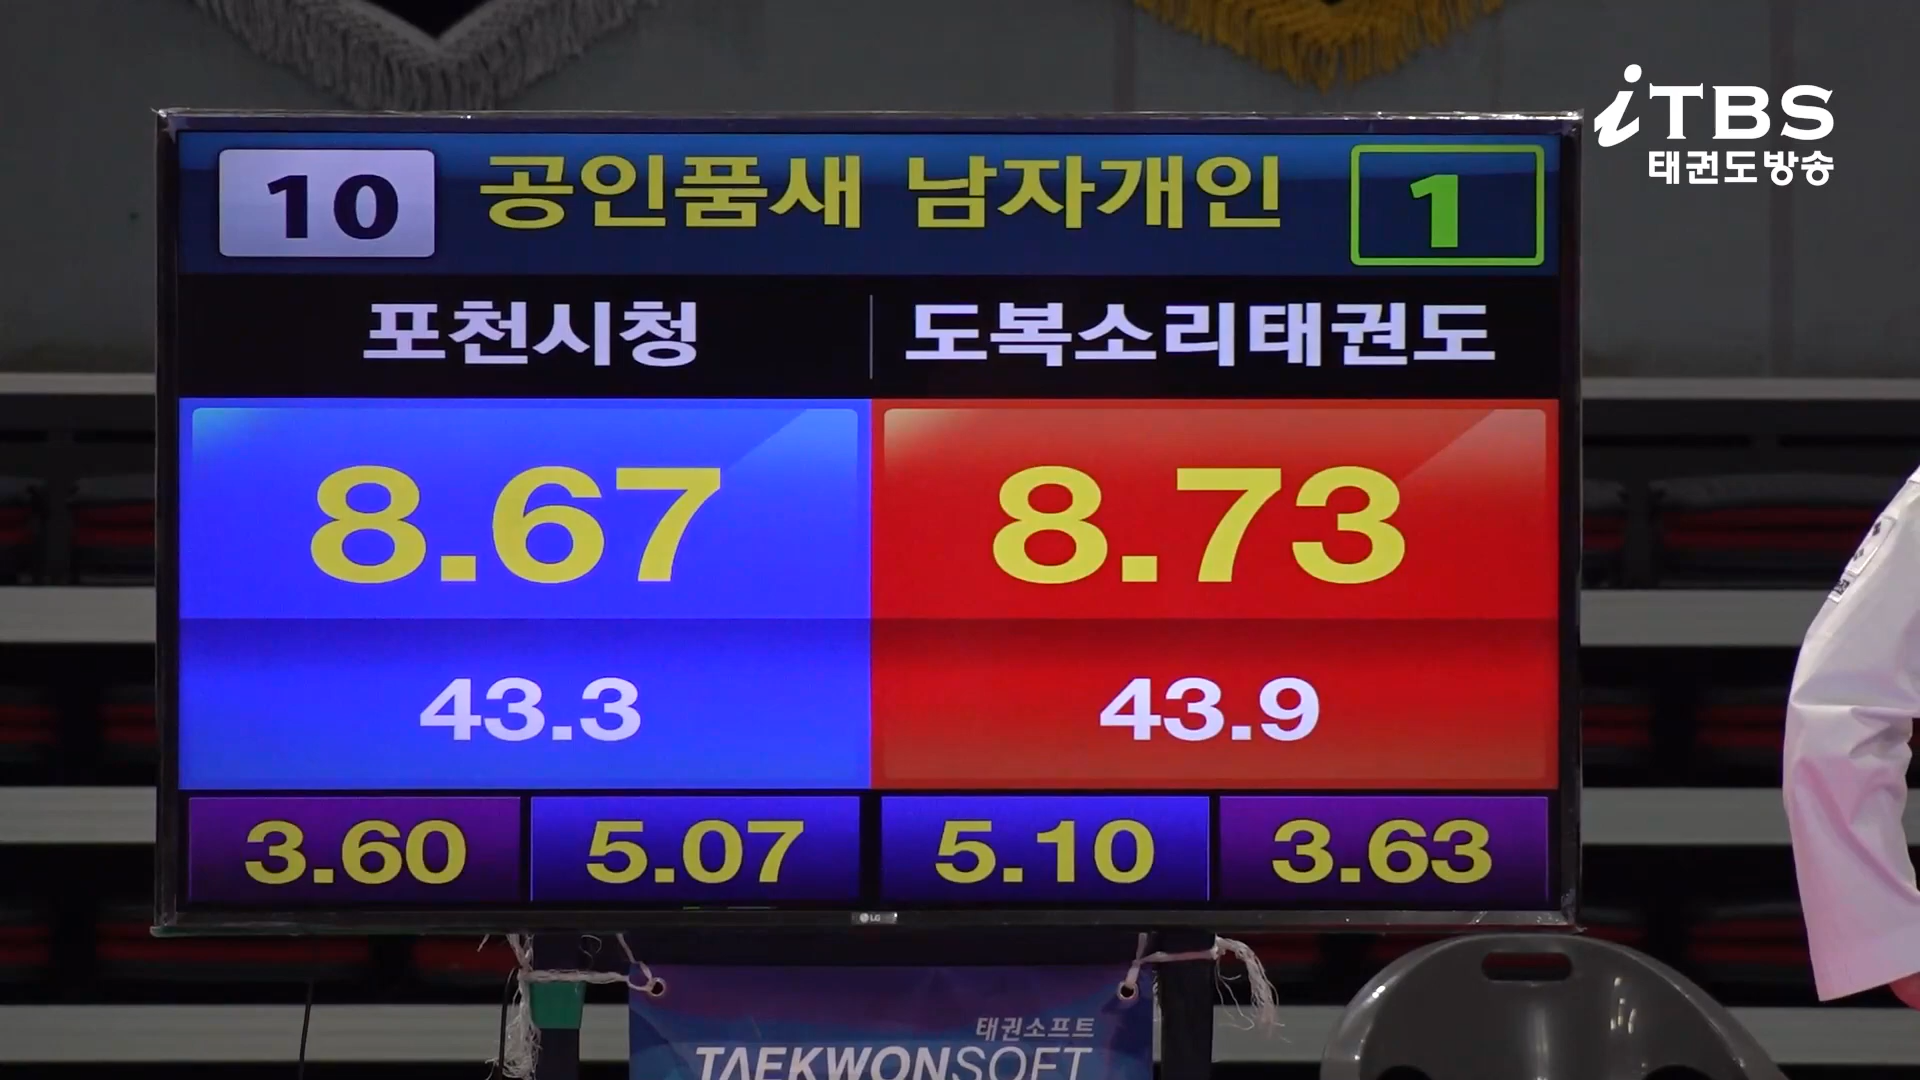 iTBS
태권도방송
10 공인품새 남자개인 1
포천시청 도복소리태권도
8.67 8.73
43.3 43.9
3.60 5.07 5.10 3.63
LG
태권소프트
TAEKWONSOFT